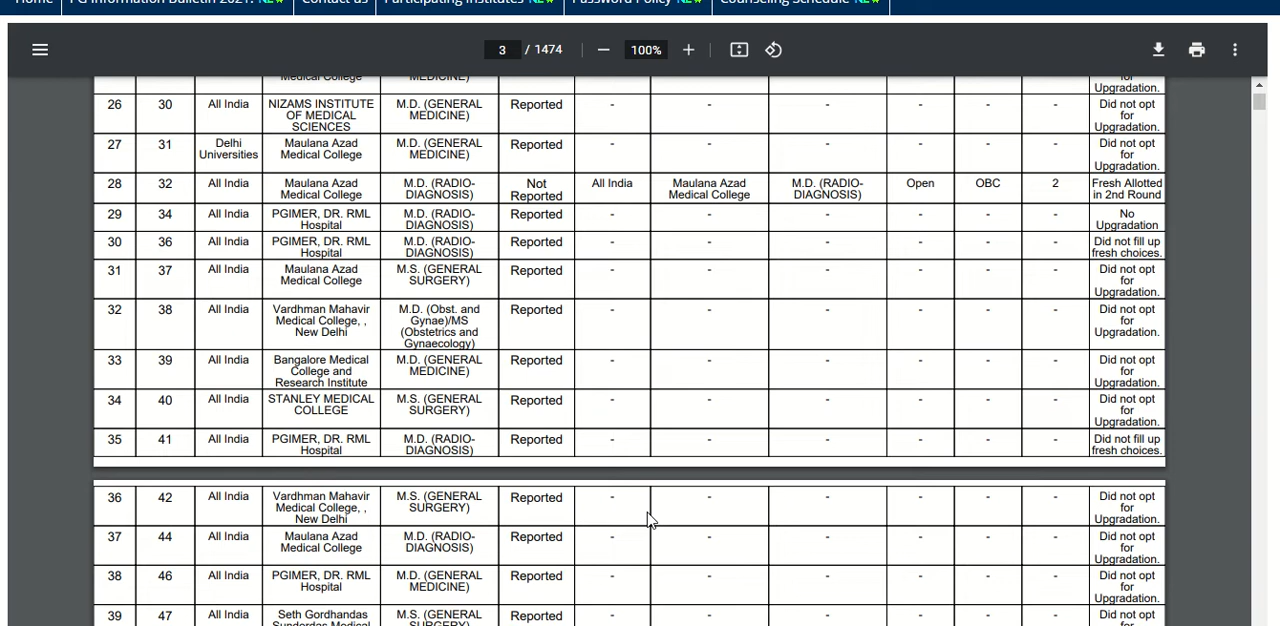 Home PG Information Bulletin 2021. NEW Contact us Participating Institutes NEW Password Policy NEW Counseling Schedule NEW
3 / 1474 100%
Medical College MEDICINE) for
Upgradation.
26 30 All India NIZAMS INSTITUTE M.D. (GENERAL Reported - - - - - - Did not opt
OF MEDICAL MEDICINE) for
SCIENCES Upgradation.
27 31 Delhi Maulana Azad M.D. (GENERAL Reported - - - - - - Did not opt
Universities Medical College MEDICINE) for
Upgradation.
28 32 All India Maulana Azad M.D. (RADIO- Not All India Maulana Azad M.D. (RADIO- Open OBC 2 Fresh Allotted
Medical College DIAGNOSIS) Reported Medical College DIAGNOSIS) in 2nd Round
29 34 All India PGIMER, DR. RML M.D. (RADIO- Reported - - - - - - No
Hospital DIAGNOSIS) Upgradation
30 36 All India PGIMER, DR. RML M.D. (RADIO- Reported - - - - - - Did not fill up
Hospital DIAGNOSIS) fresh choices.
31 37 All India Maulana Azad M.S. (GENERAL Reported - - - - - - Did not opt
Medical College SURGERY) for
Upgradation.
32 38 All India Vardhman Mahavir M.D. (Obst. and Reported - - - - - - Did not opt
Medical College, , Gynae)/MS for
New Delhi (Obstetrics and Upgradation.
Gynaecology)
33 39 All India Bangalore Medical M.D. (GENERAL Reported - - - - - - Did not opt
College and MEDICINE) for
Research Institute Upgradation.
34 40 All India STANLEY MEDICAL M.S. (GENERAL Reported - - - - - - Did not opt
COLLEGE SURGERY) for
Upgradation.
35 41 All India PGIMER, DR. RML M.D. (RADIO- Reported - - - - - - Did not fill up
Hospital DIAGNOSIS) fresh choices.
36 42 All India Vardhman Mahavir M.S. (GENERAL Reported - - - - - - Did not opt
Medical College, , SURGERY) for
New Delhi Upgradation.
37 44 All India Maulana Azad M.D. (RADIO- Reported - - - - - - Did not opt
Medical College DIAGNOSIS) for
Upgradation.
38 46 All India PGIMER, DR. RML M.D. (GENERAL Reported - - - - - - Did not opt
Hospital MEDICINE) for
Upgradation.
39 47 All India Seth Gordhandas M.S. (GENERAL Reported - - - - - - Did not opt
Sunderdas Medical SURGERY) for